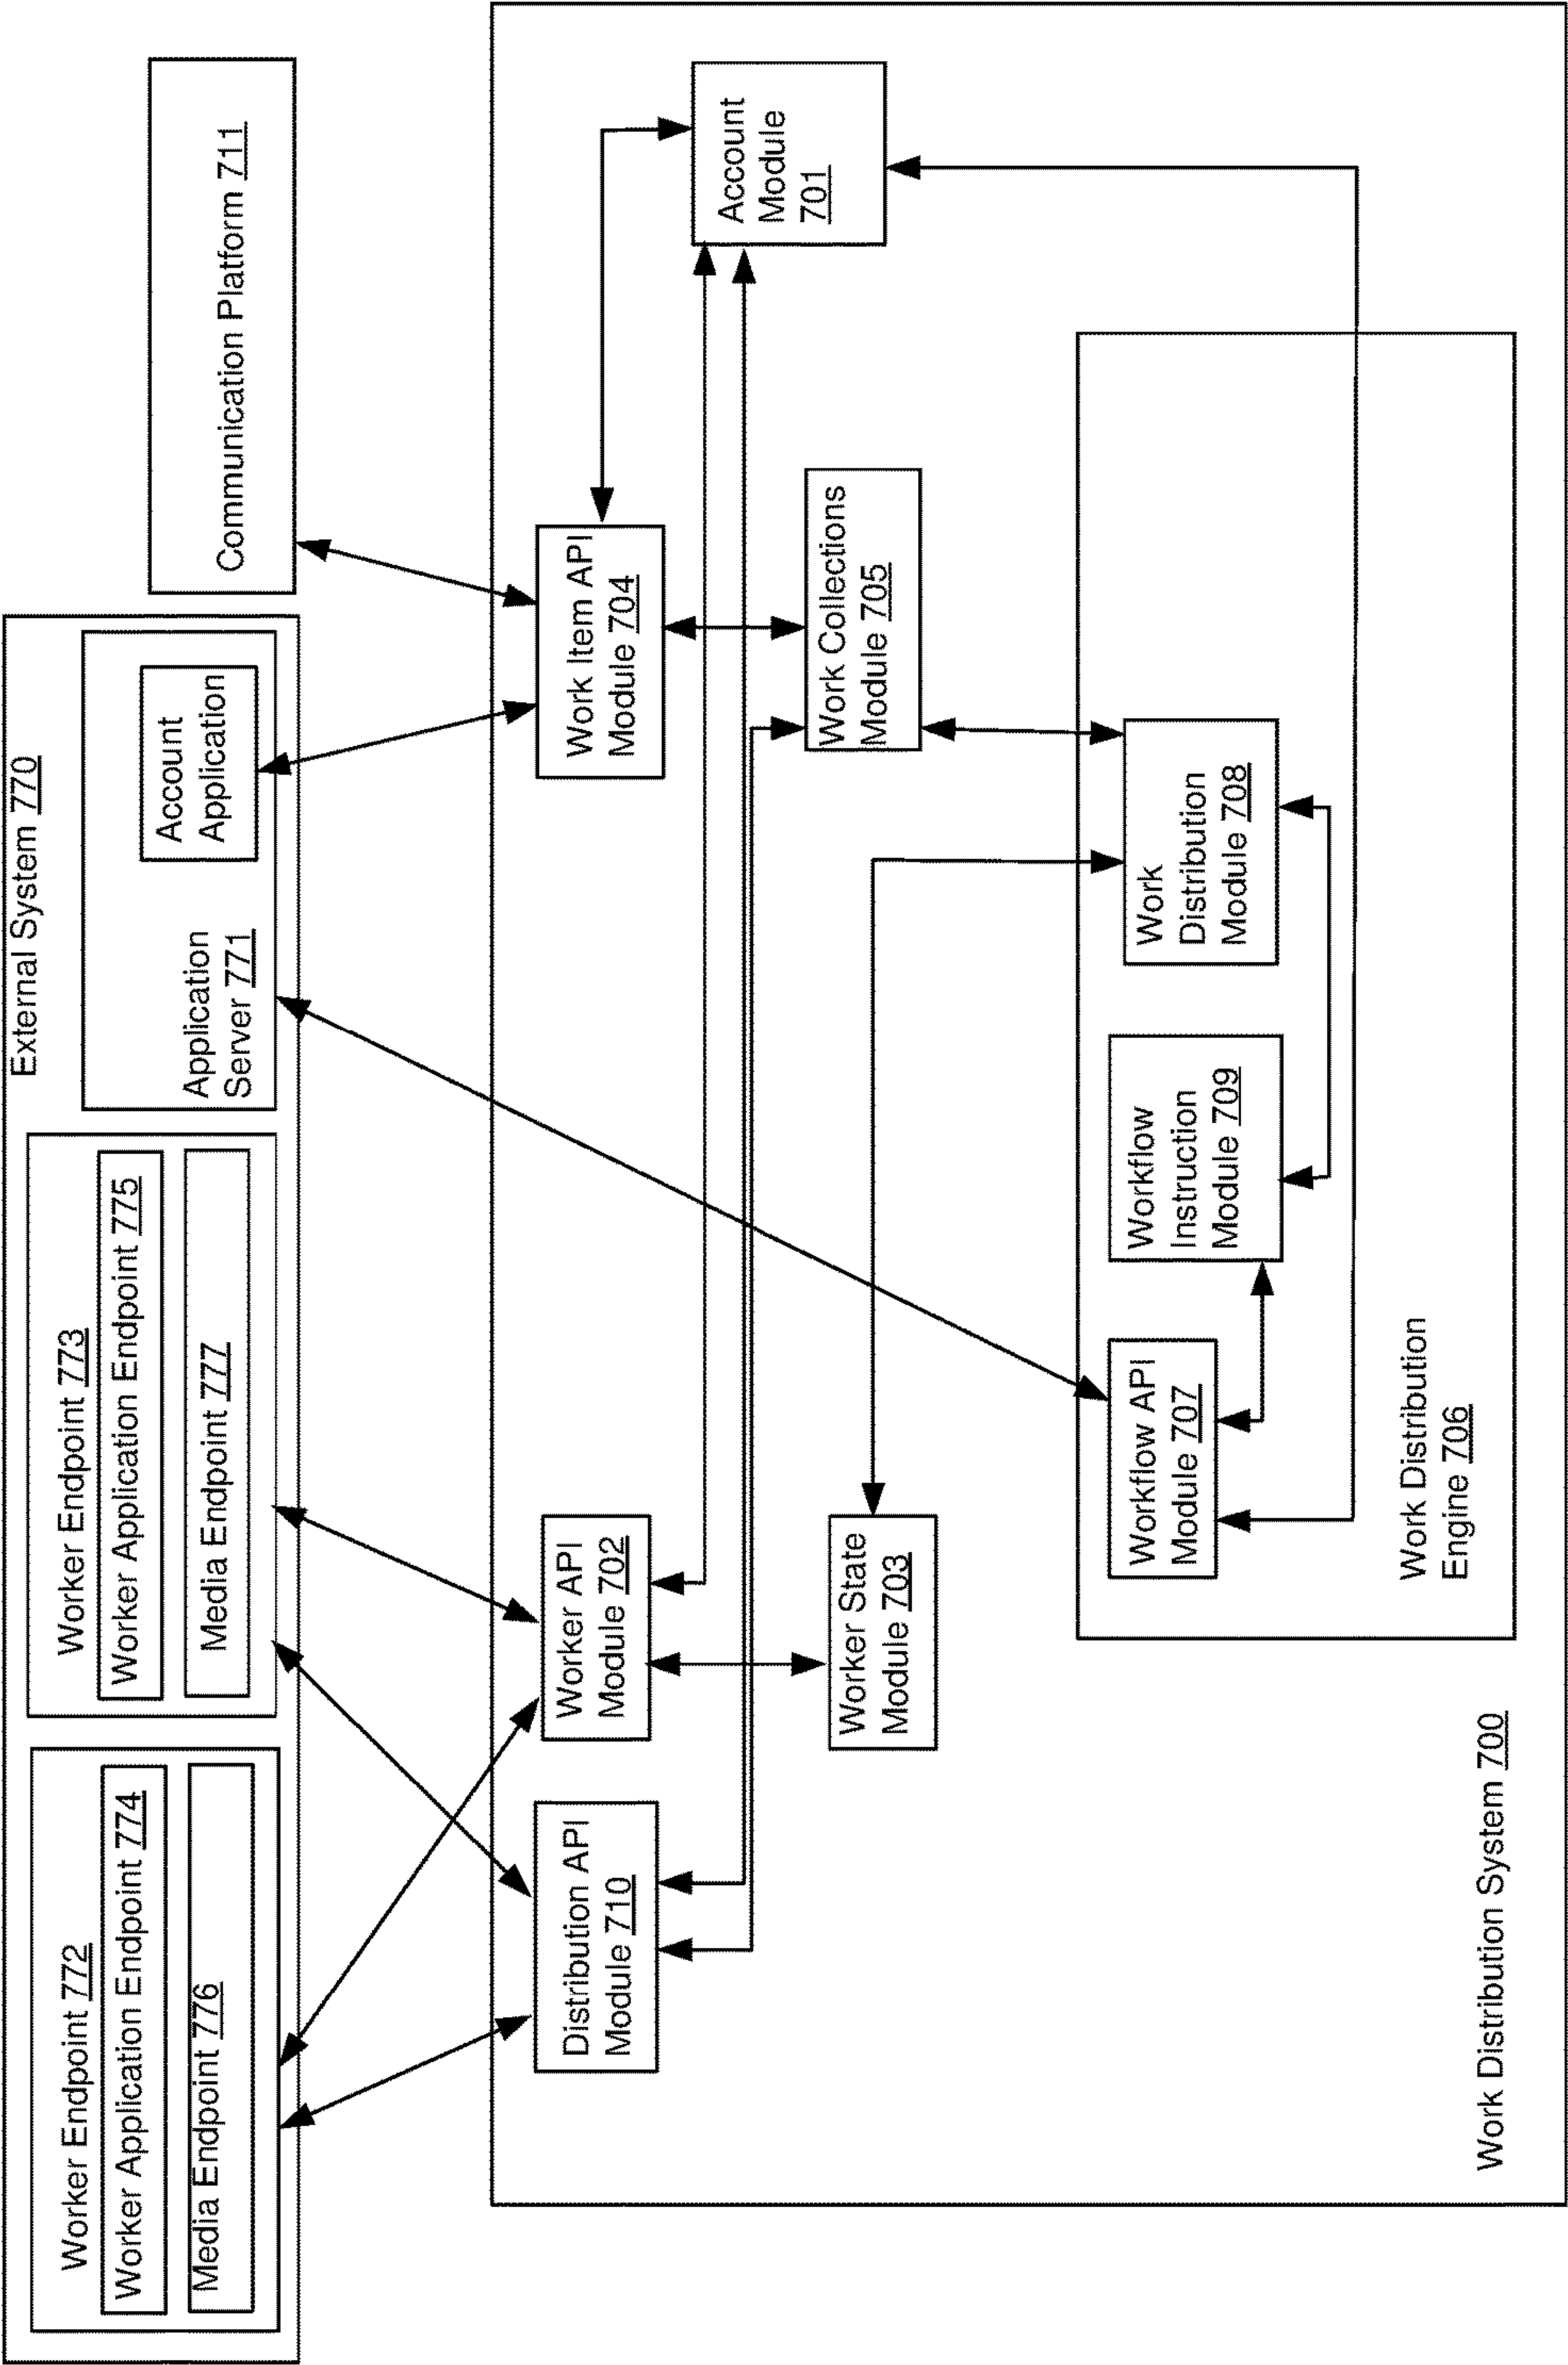 External System 770
Worker Endpoint 772
Worker Application Endpoint 774
Media Endpoint 776
Worker Endpoint 773
Worker Application Endpoint 775
Media Endpoint 777
Application
Server 771
Account
Application
Communication Platform 711
Distribution API
Module 710
Worker API
Module 702
Work Item API
Module 704
Account
Module
701
Worker State
Module 703
Work Collections
Module 705
Workflow API
Module 707
Workflow
Instruction
Module 709
Work
Distribution
Module 708
Work Distribution
Engine 706
Work Distribution System 700